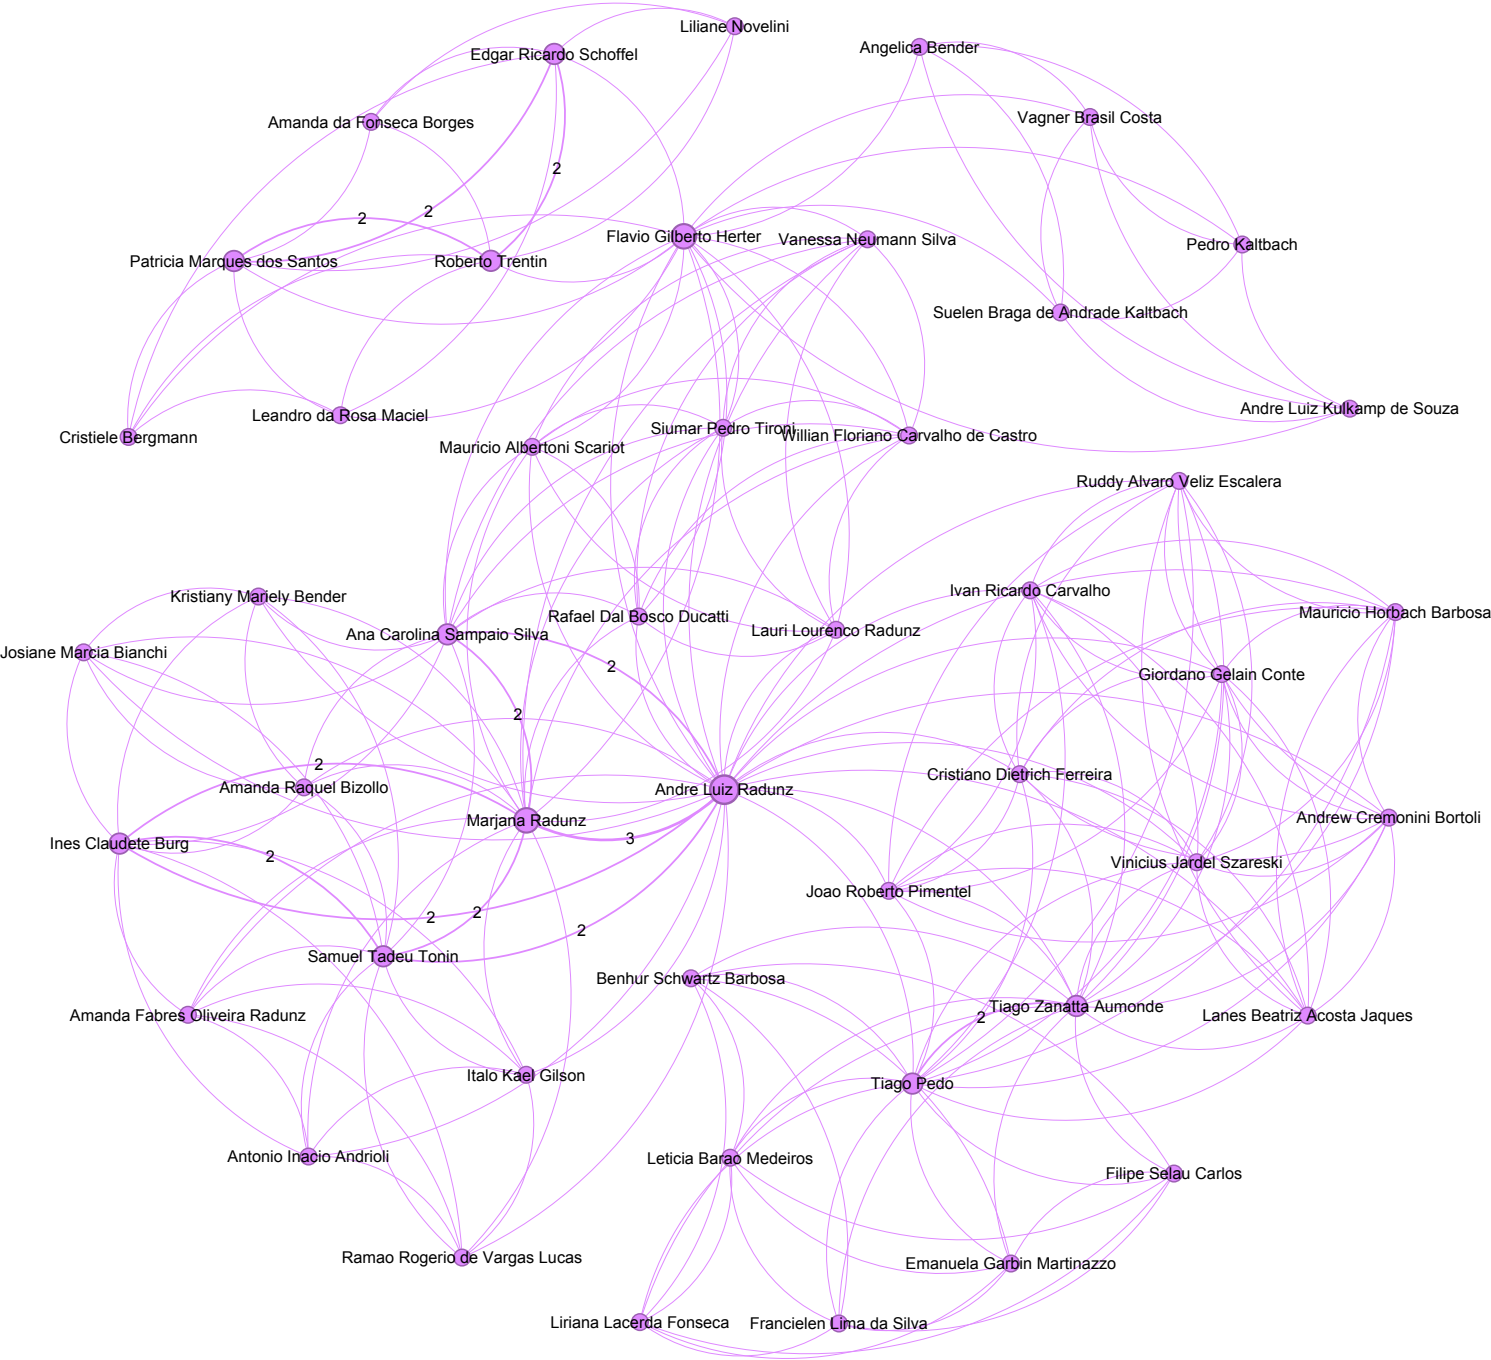 Liliane Novelini
Edgar Ricardo Schoffel
Angelica Bender
Amanda da Fonseca Borges
Vagner Brasil Costa
2
2
2
Flavio Gilberto Herter
Vanessa Neumann Silva
Pedro Kaltbach
Patricia Marques dos Santos
Roberto Trentin
Suelen Braga de Andrade Kaltbach
Andre Luiz Kulkamp de Souza
Leandro da Rosa Maciel
Cristiele Bergmann
Siumar Pedro Tironi
Willian Floriano Carvalho de Castro
Mauricio Albertoni Scariot
Ruddy Alvaro Veliz Escalera
Ivan Ricardo Carvalho
Kristiany Mariely Bender
Mauricio Horbach Barbosa
Rafael Dal Bosco Ducatti
Lauri Lourenco Radunz
Ana Carolina Sampaio Silva
Josiane Marcia Bianchi
2
Giordano Gelain Conte
2
2
Cristiano Dietrich Ferreira
Amanda Raquel Bizollo
Andre Luiz Radunz
Marjana Radunz
Andrew Cremonini Bortoli
3
Ines Claudete Burg
2
Vinicius Jardel Szareski
Joao Roberto Pimentel
2
2
2
Samuel Tadeu Tonin
Benhur Schwartz Barbosa
Tiago Zanatta Aumonde
2
Amanda Fabres Oliveira Radunz
Lanes Beatriz Acosta Jaques
Italo Kael Gilson
Tiago Pedo
Antonio Inacio Andrioli
Leticia Barao Medeiros
Filipe Selau Carlos
Ramao Rogerio de Vargas Lucas
Emanuela Garbin Martinazzo
Liriana Lacerda Fonseca
Francielen Lima da Silva